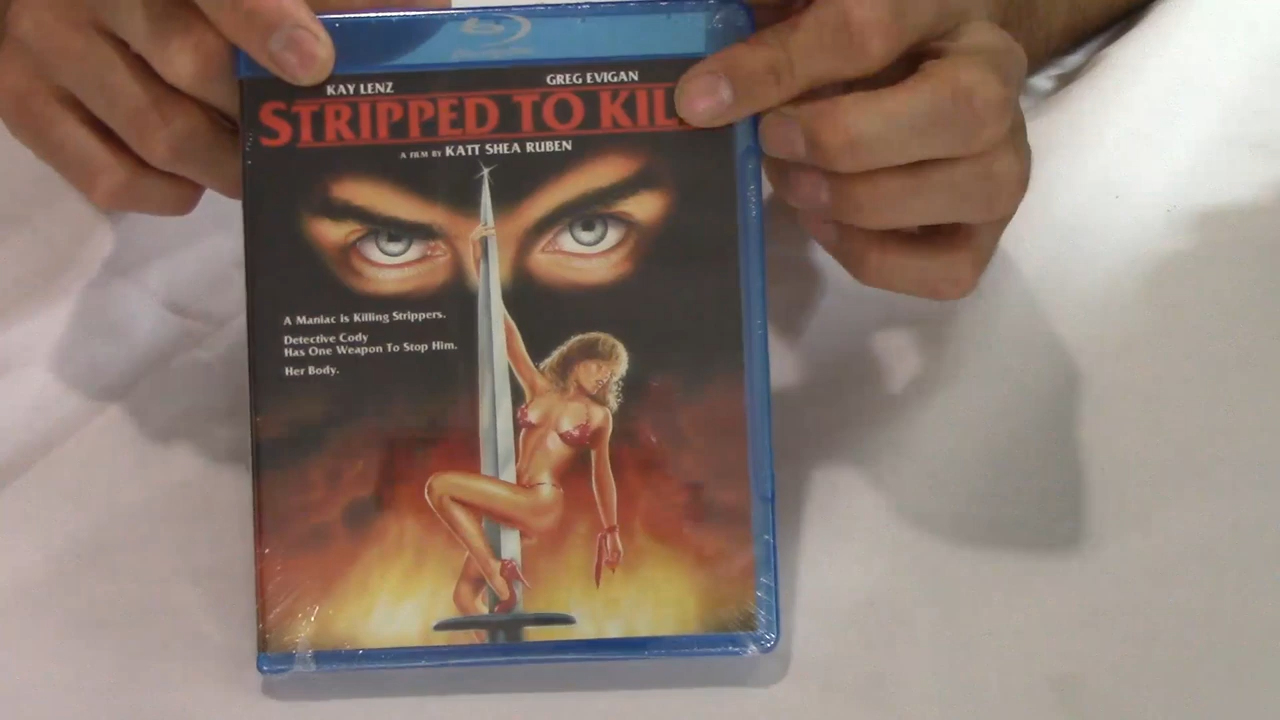 KAY LENZ
GREG EVIGAN
STRIPPED TO KIL
A FILM BY KATT SHEA RUBEN
A Maniac is Killing Strippers.
Detective Cody
Has One Weapon To Stop Him.
Her Body.